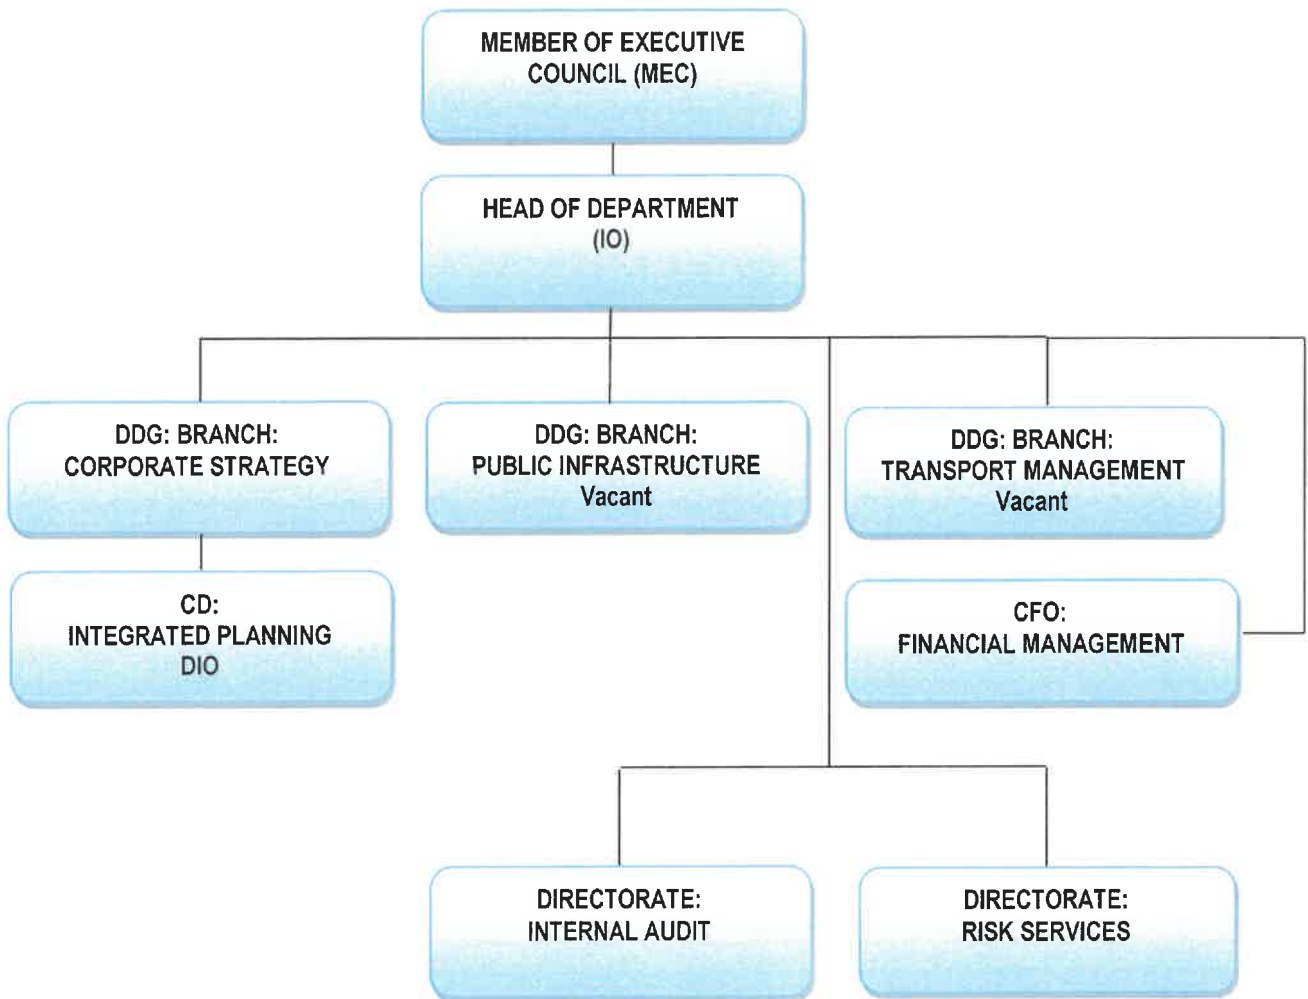 MEMBER OF EXECUTIVE
COUNCIL (MEC)
HEAD OF DEPARTMENT
(IO)
DDG: BRANCH:
CORPORATE STRATEGY
DDG: BRANCH:
PUBLIC INFRASTRUCTURE
Vacant
DDG: BRANCH:
TRANSPORT MANAGEMENT
Vacant
CD:
INTEGRATED PLANNING
DIO
CFO:
FINANCIAL MANAGEMENT
DIRECTORATE:
INTERNAL AUDIT
DIRECTORATE:
RISK SERVICES